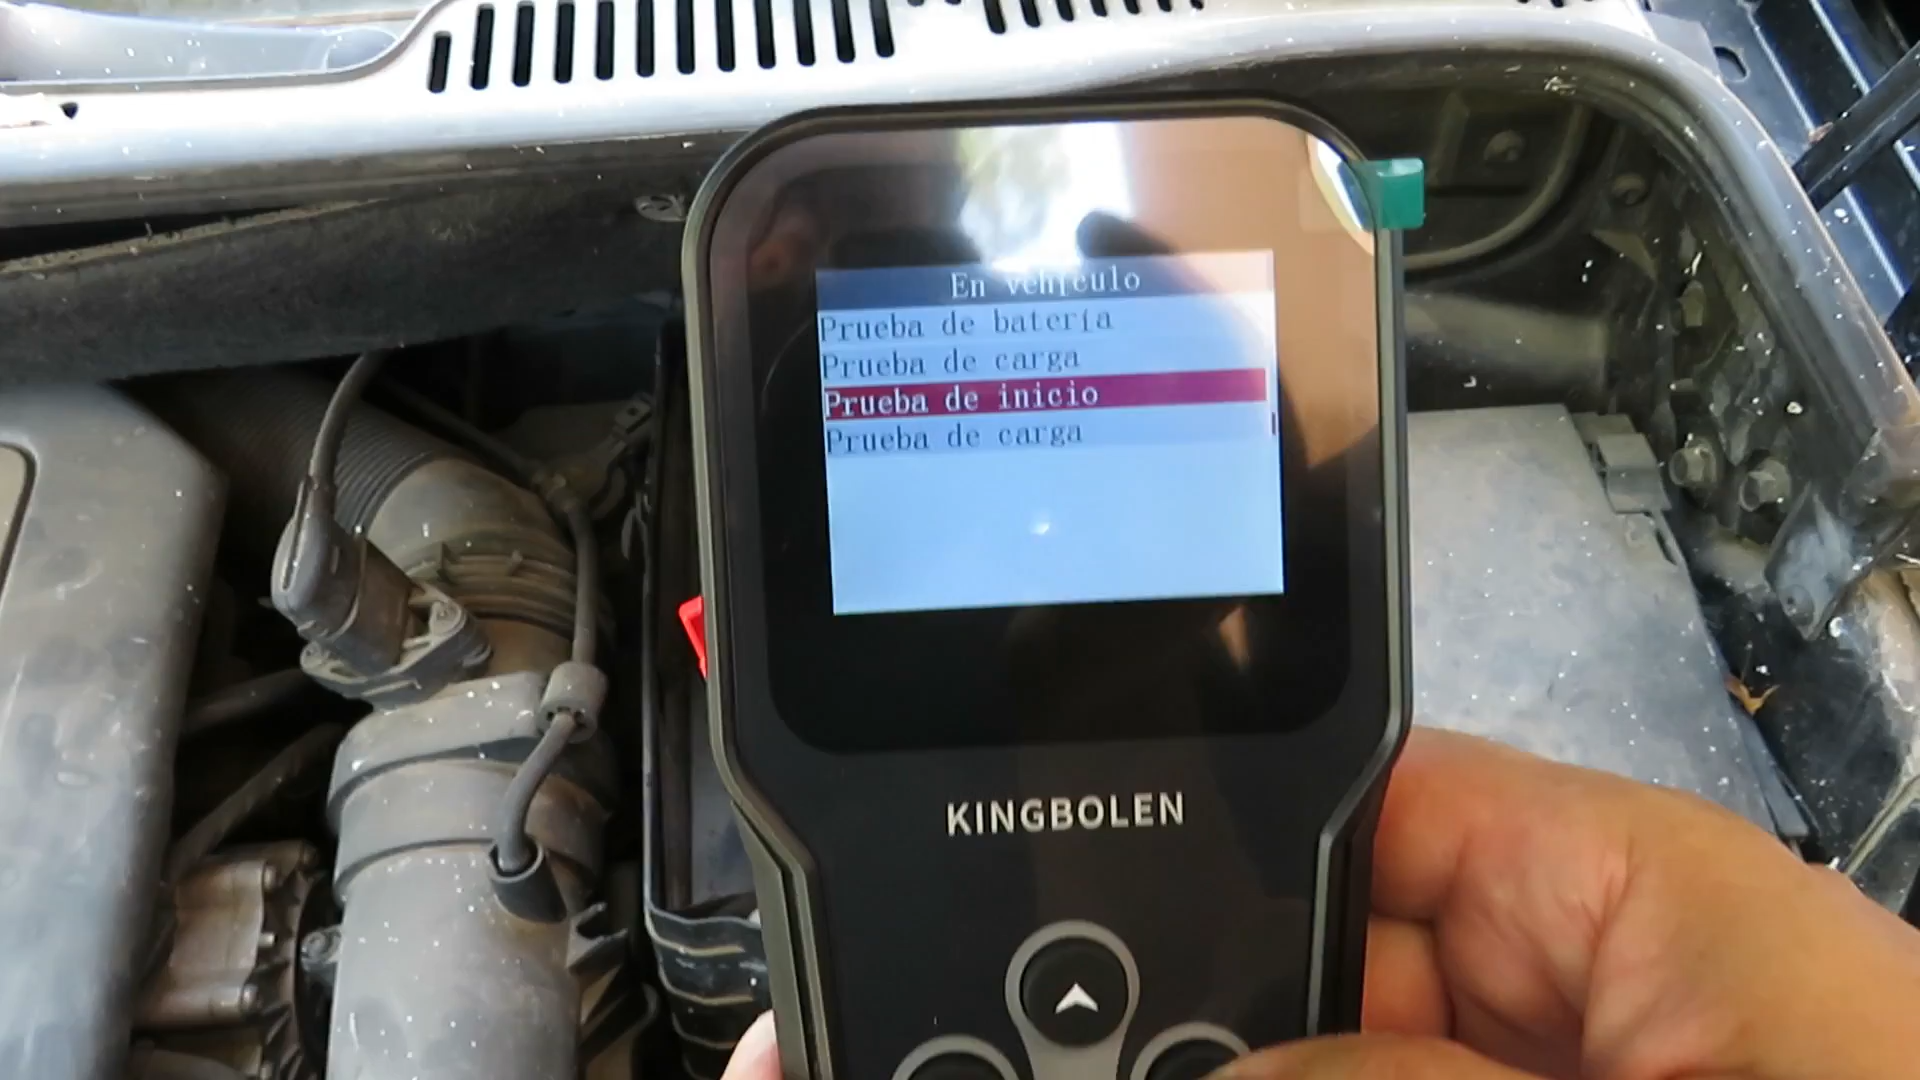 En vehículo
Prueba de batería
Prueba de carga
Prueba de inicio
Prueba de carga
KINGBOLEN